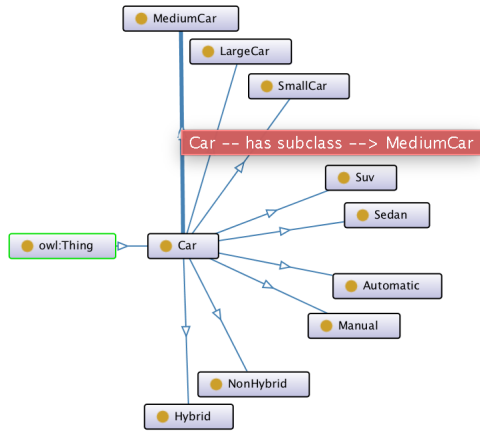 MediumCar
LargeCar
SmallCar
Car -- has subclass --> MediumCar
Suv
Sedan
owl:Thing
Car
Automatic
Manual
NonHybrid
Hybrid